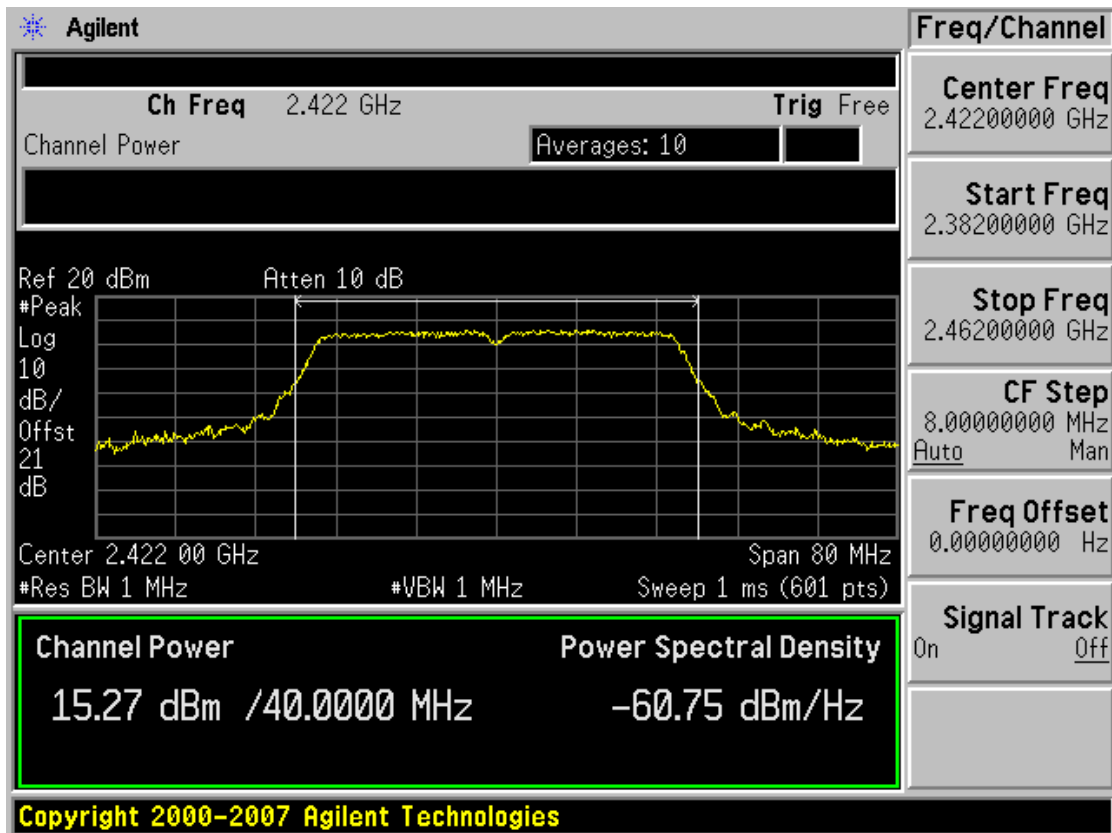 Agilent
Freq/Channel
Ch Freq 2.422 GHz Trig Free
Channel Power Averages: 10
Ref 20 dBm Atten 10 dB
#Peak
Log
10
dB/
Offst
21
dB
Center 2.422 00 GHz Span 80 MHz
#Res BW 1 MHz #VBW 1 MHz Sweep 1 ms (601 pts)
Channel Power Power Spectral Density
15.27 dBm /40.0000 MHz -60.75 dBm/Hz
Center Freq
2.42200000 GHz
Start Freq
2.38200000 GHz
Stop Freq
2.46200000 GHz
CF Step
8.00000000 MHz
Auto Man
Freq Offset
0.00000000 Hz
Signal Track
On Off
Copyright 2000-2007 Agilent Technologies